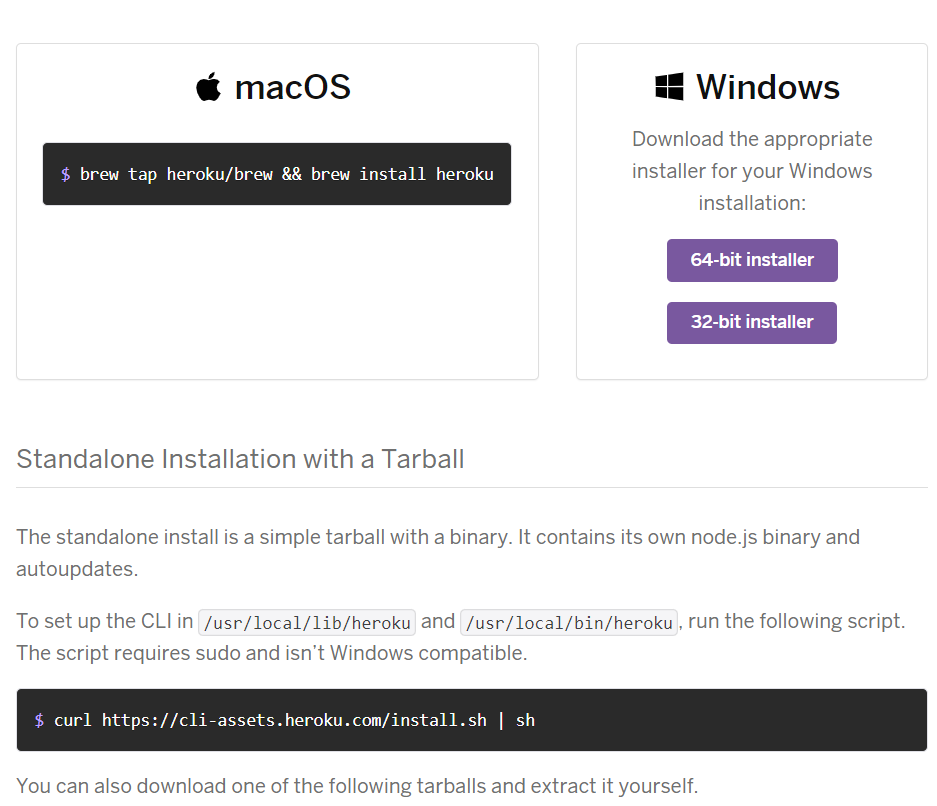 macOS
$ brew tap heroku/brew && brew install heroku
Windows
Download the appropriate
installer for your Windows
installation:
64-bit installer
32-bit installer
Standalone Installation with a Tarball
The standalone install is a simple tarball with a binary. It contains its own node.js binary and
autoupdates.
To set up the CLI in /usr/local/lib/heroku and /usr/local/bin/heroku, run the following script.
The script requires sudo and isn’t Windows compatible.
$ curl https://cli-assets.heroku.com/install.sh | sh
You can also download one of the following tarballs and extract it yourself.